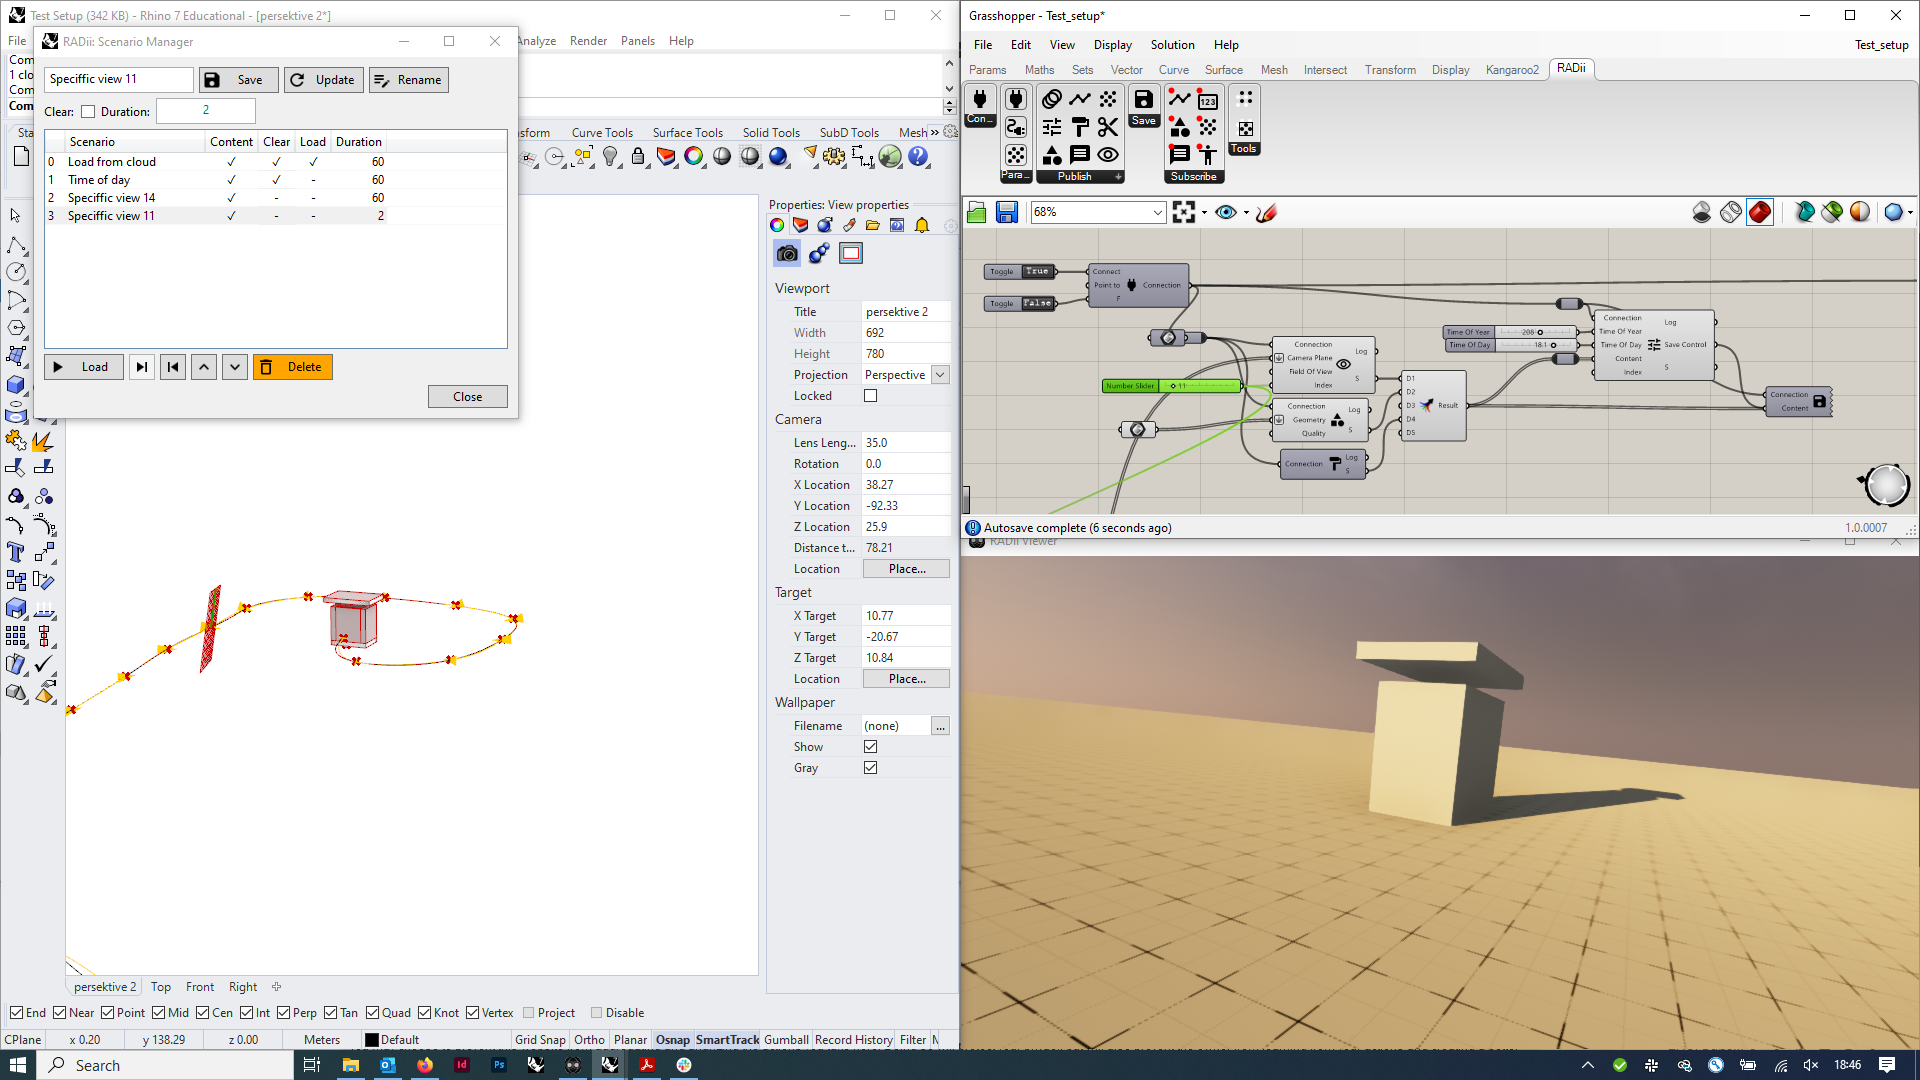 Test Setup (342 KB) - Rhino 7 Educational - [persektive 2*]
File
Analyze Render Panels Help
RADii: Scenario Manager
Com
1 clo
Com
Com
Speciffic view 11
Save
Update
Rename
Clear: Duration: 2
Scenario Content Clear Load Duration
0 Load from cloud ✓ ✓ ✓ 60
1 Time of day ✓ ✓ - 60
2 Speciffic view 14 ✓ - - 60
3 Speciffic view 11 ✓ - - 2
Load
Delete
Close
Sta
nsform Curve Tools Surface Tools Solid Tools SubD Tools Mesh »
Properties: View properties
Viewport
Title persektive 2
Width 692
Height 780
Projection Perspective
Locked
Camera
Lens Leng... 35.0
Rotation 0.0
X Location 38.27
Y Location -92.33
Z Location 25.9
Distance t... 78.21
Location Place...
Target
X Target 10.77
Y Target -20.67
Z Target 10.84
Location Place...
Wallpaper
Filename (none) ...
Show
Gray
persektive 2 Top Front Right
End Near Point Mid Cen Int Perp Tan Quad Knot Vertex Project Disable
CPlane x 0.20 y 138.29 z 0.00 Meters Default Grid Snap Ortho Planar Osnap SmartTrack Gumball Record History Filter M
Grasshopper - Test_setup*
File Edit View Display Solution Help
Test_setup
Params Maths Sets Vector Curve Surface Mesh Intersect Transform Display Kangaroo2 RADii
Con...
Para...
Publish
Save
123
Subscribe
Tools
68%
Toggle True
Toggle False
Connect
Point to
F
Connection
Number Slider 11
Connection
Camera Plane
Field Of View
Index
Log
S
Connection
Geometry
Quality
Log
S
Connection
Log
S
D1
D2
D3
D4
D5
Result
Time Of Year 208
Time Of Day 18.1
Connection
Time Of Year
Time Of Day
Content
Index
Log
Save Control
S
Connection
Content
Autosave complete (6 seconds ago)
1.0.0007
RADii Viewer
Search
Id
Ps
18:46